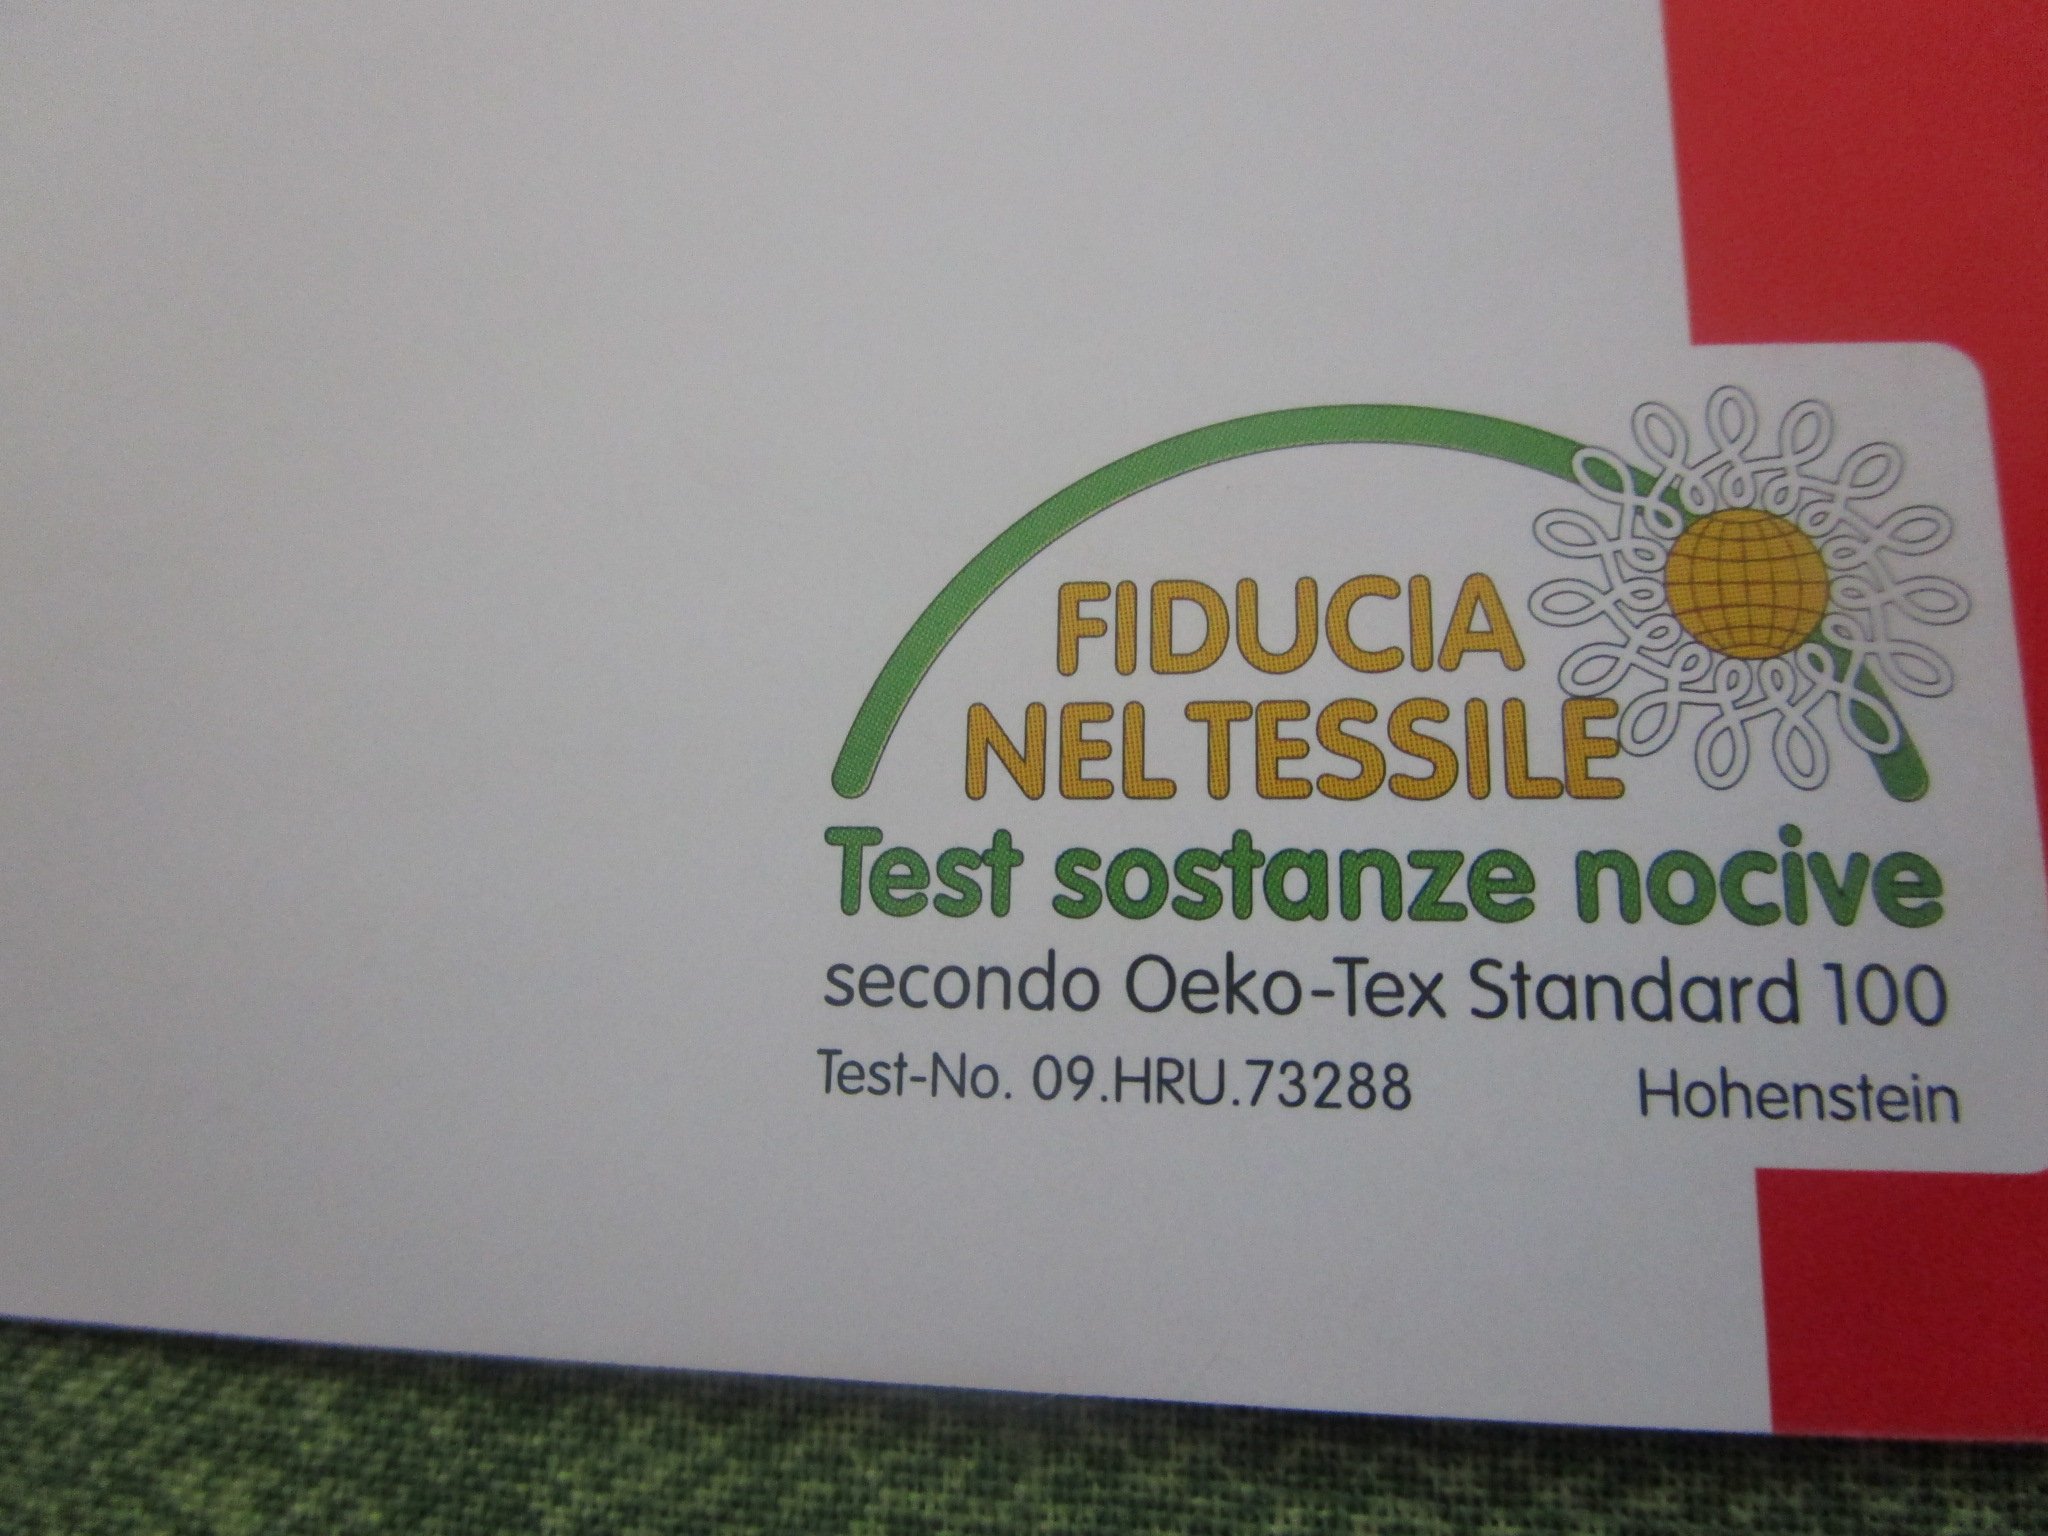 FIDUCIA
NEL TESSILE
Test sostanze nocive
secondo Oeko-Tex Standard 100
Test-No. 09.HRU.73288 Hohenstein